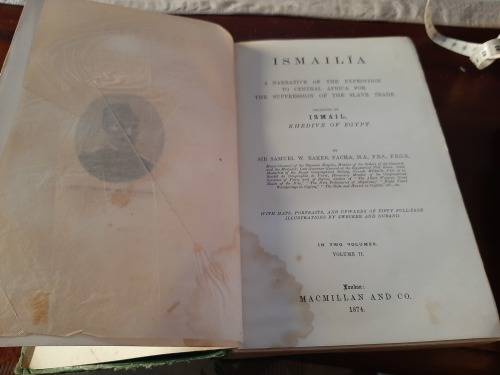 ISMAILÏA
A NARRATIVE OF THE EXPEDITION
TO CENTRAL AFRICA FOR
THE SUPPRESSION OF THE SLAVE TRADE
ORGANIZED BY
ISMAIL,
KHEDIVE OF EGYPT.
BY
SIR SAMUEL W. BAKER, PACHA, M.A., F.R.S., F.R.G.S.
WITH MAPS, PORTRAITS, AND UPWARDS OF FIFTY FULL-PAGE
ILLUSTRATIONS BY ZWECKER AND DURAND.
IN TWO VOLUMES.
VOLUME II.
London:
MACMILLAN AND CO.
1874.